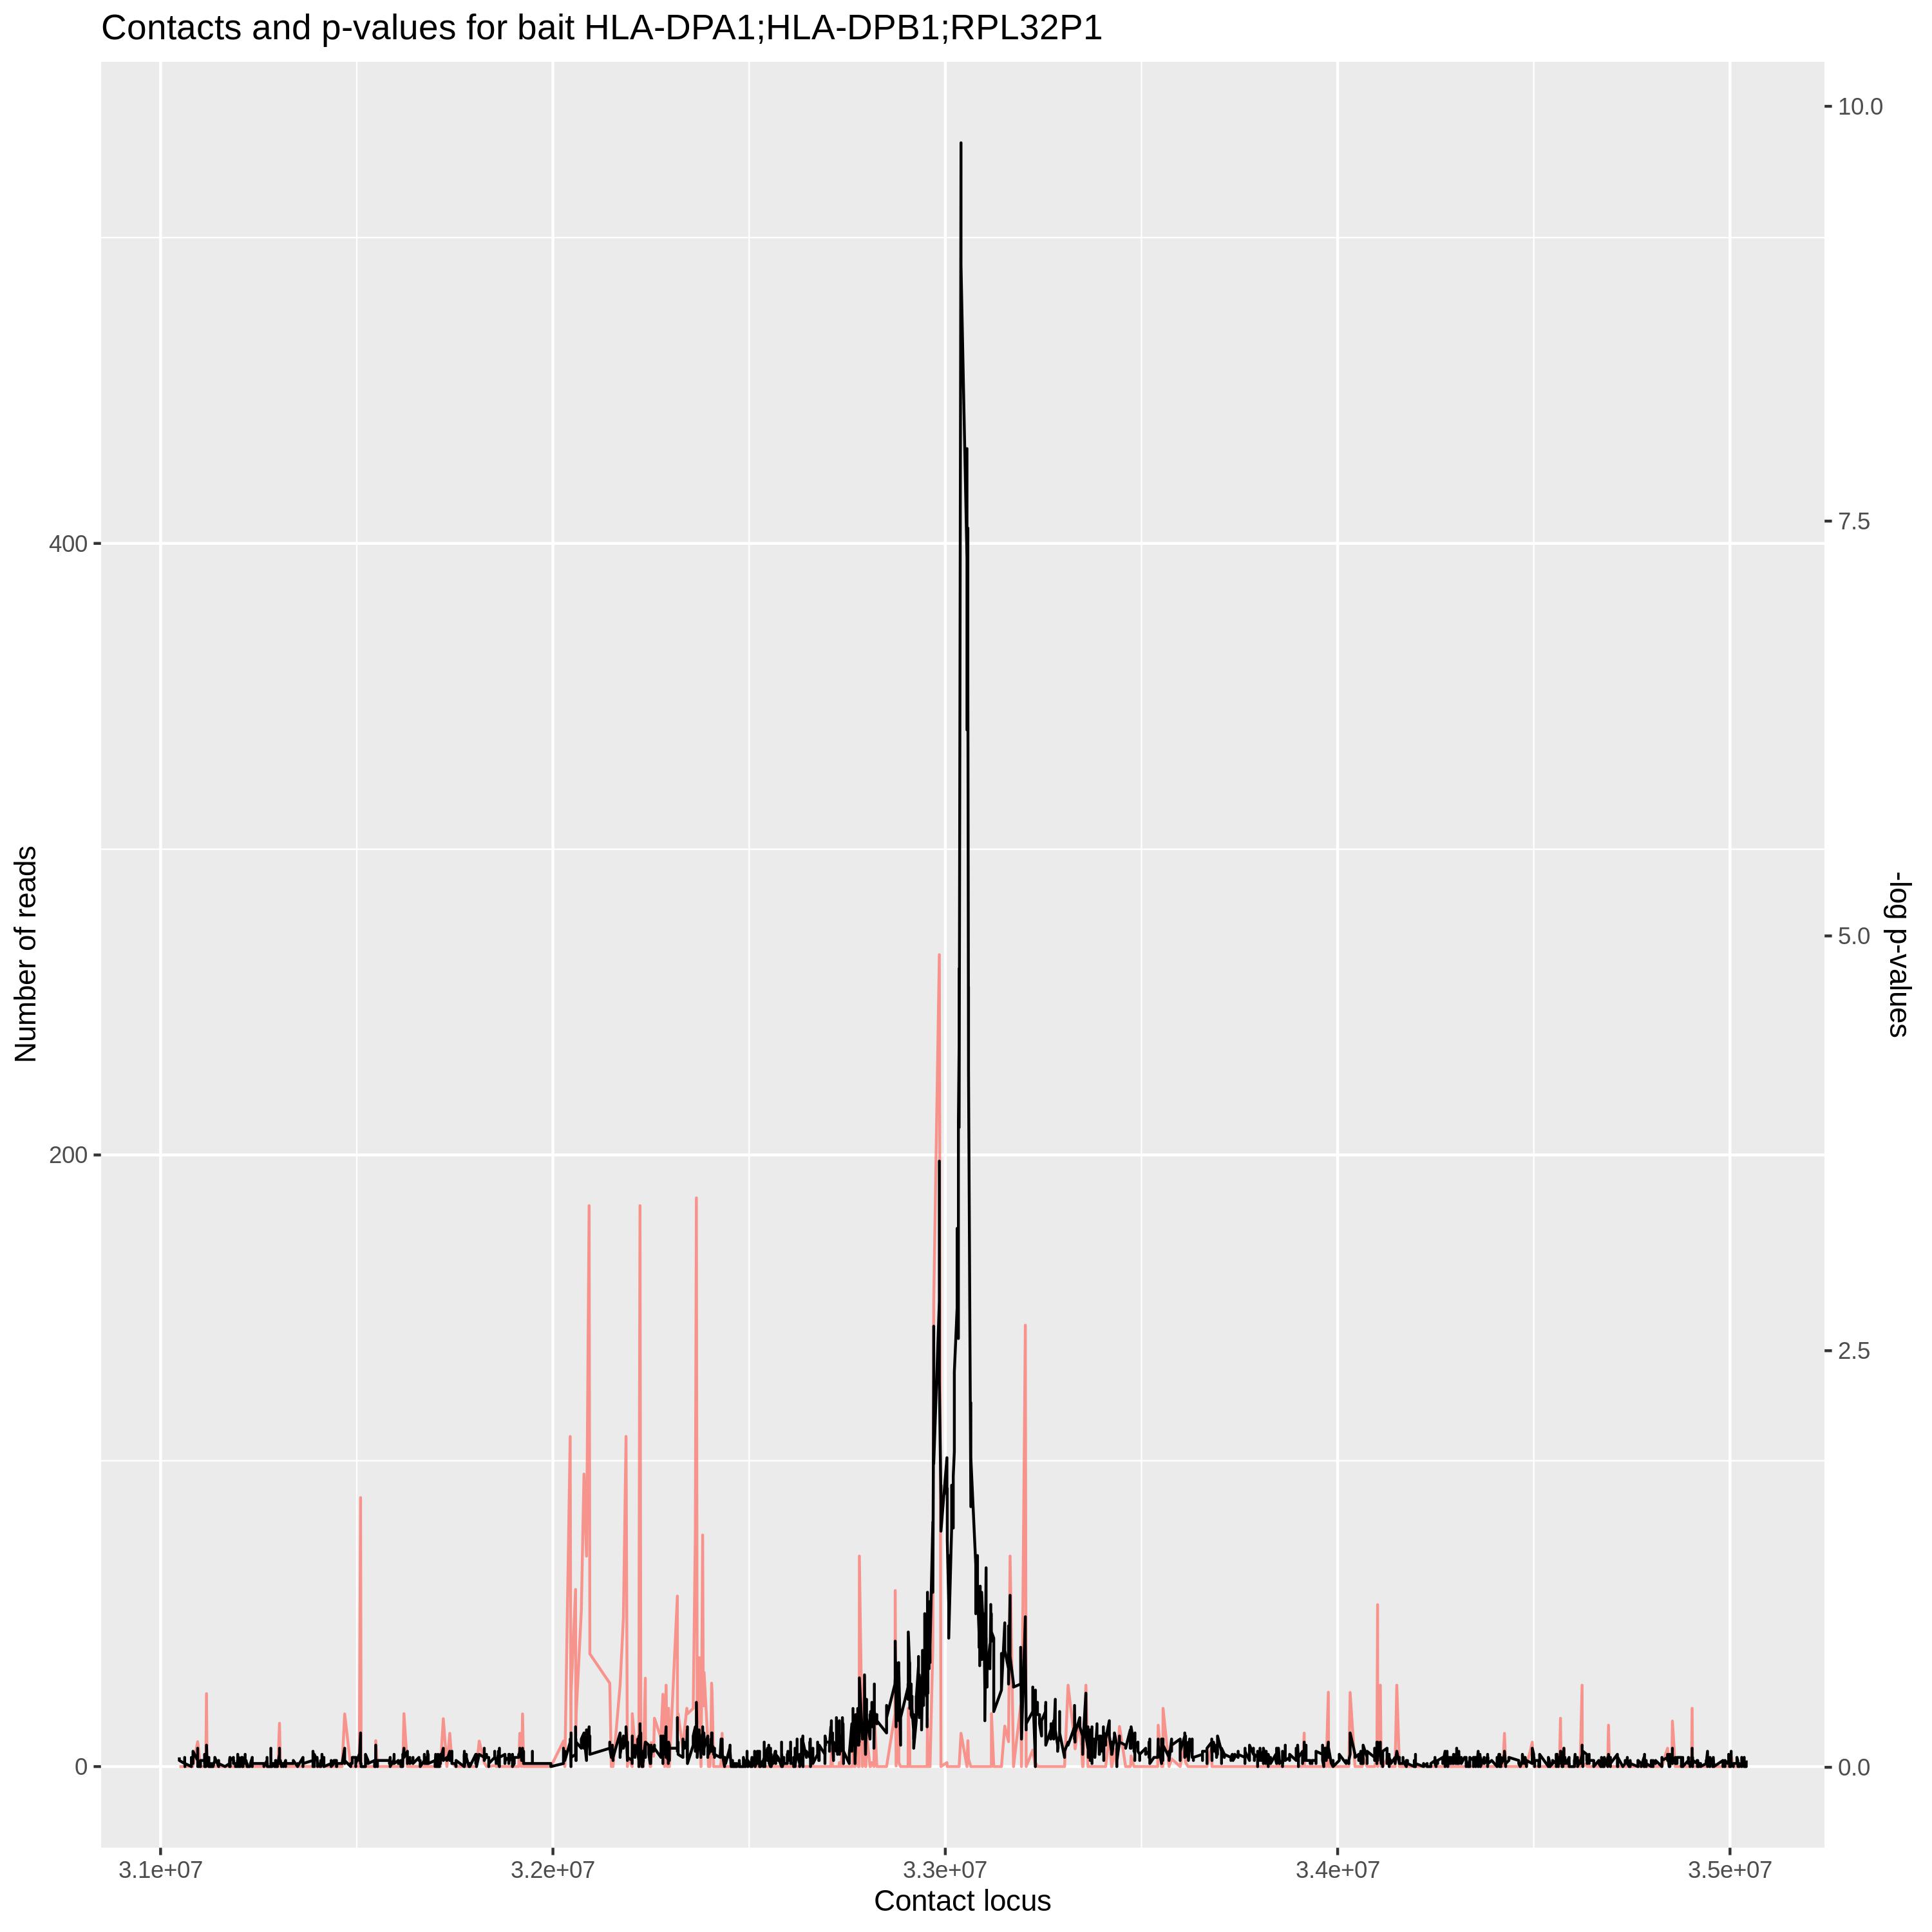 Contacts and p-values for bait HLA-DPA1;HLA-DPB1;RPL32P1
10.0
400
7.5
Number of reads
5.0
-log p-values
200
2.5
0
0.0
3.1e+07 3.2e+07 3.3e+07 3.4e+07 3.5e+07
Contact locus